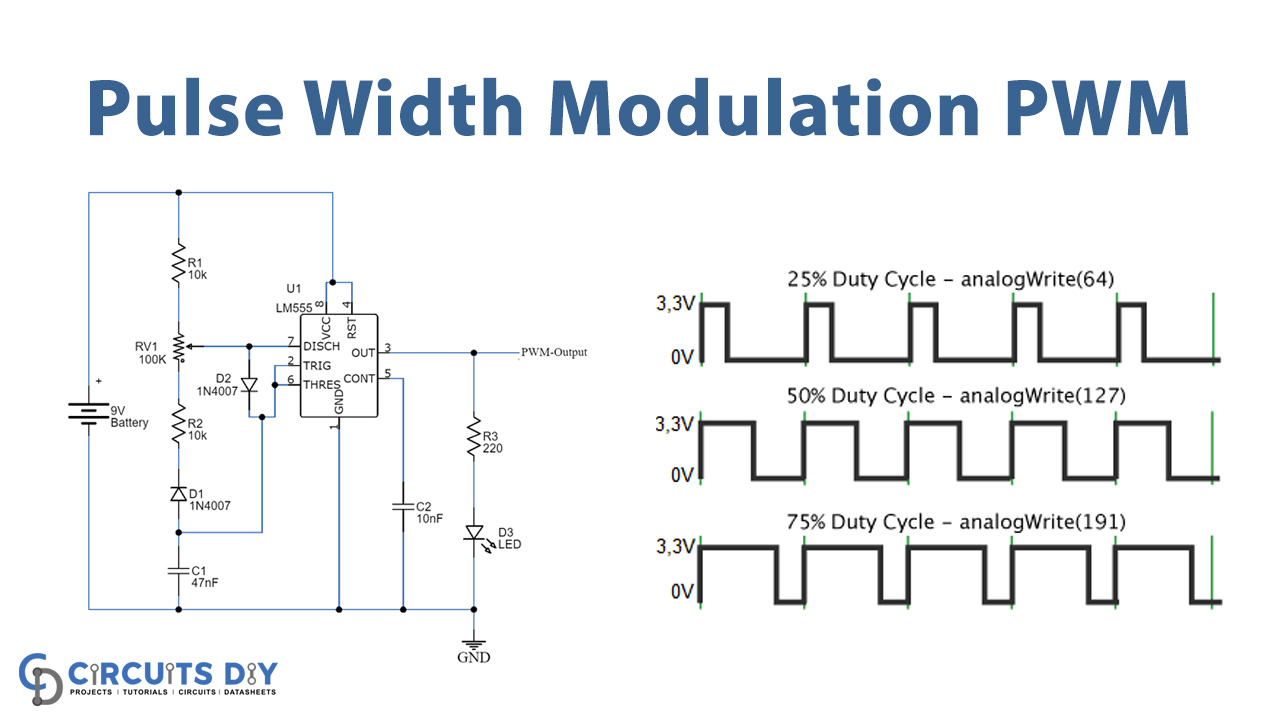 Pulse Width Modulation PWM
R1
10k
RV1
100K
R2
10k
D1
1N4007
C1
47nF
+
9V
Battery
D2
1N4007
U1
LM555
8
4
VCC
RST
7
DISCH
2
TRIG
6
THRES
OUT
3
CONT
5
GND
1
PWM-Output
R3
220
C2
10nF
D3
LED
GND
25% Duty Cycle – analogWrite(64)
3,3V
0V
50% Duty Cycle – analogWrite(127)
3,3V
0V
75% Duty Cycle – analogWrite(191)
3,3V
0V
CD CIRCUITS DIY
PROJECTS | TUTORIALS | CIRCUITS | DATASHEETS